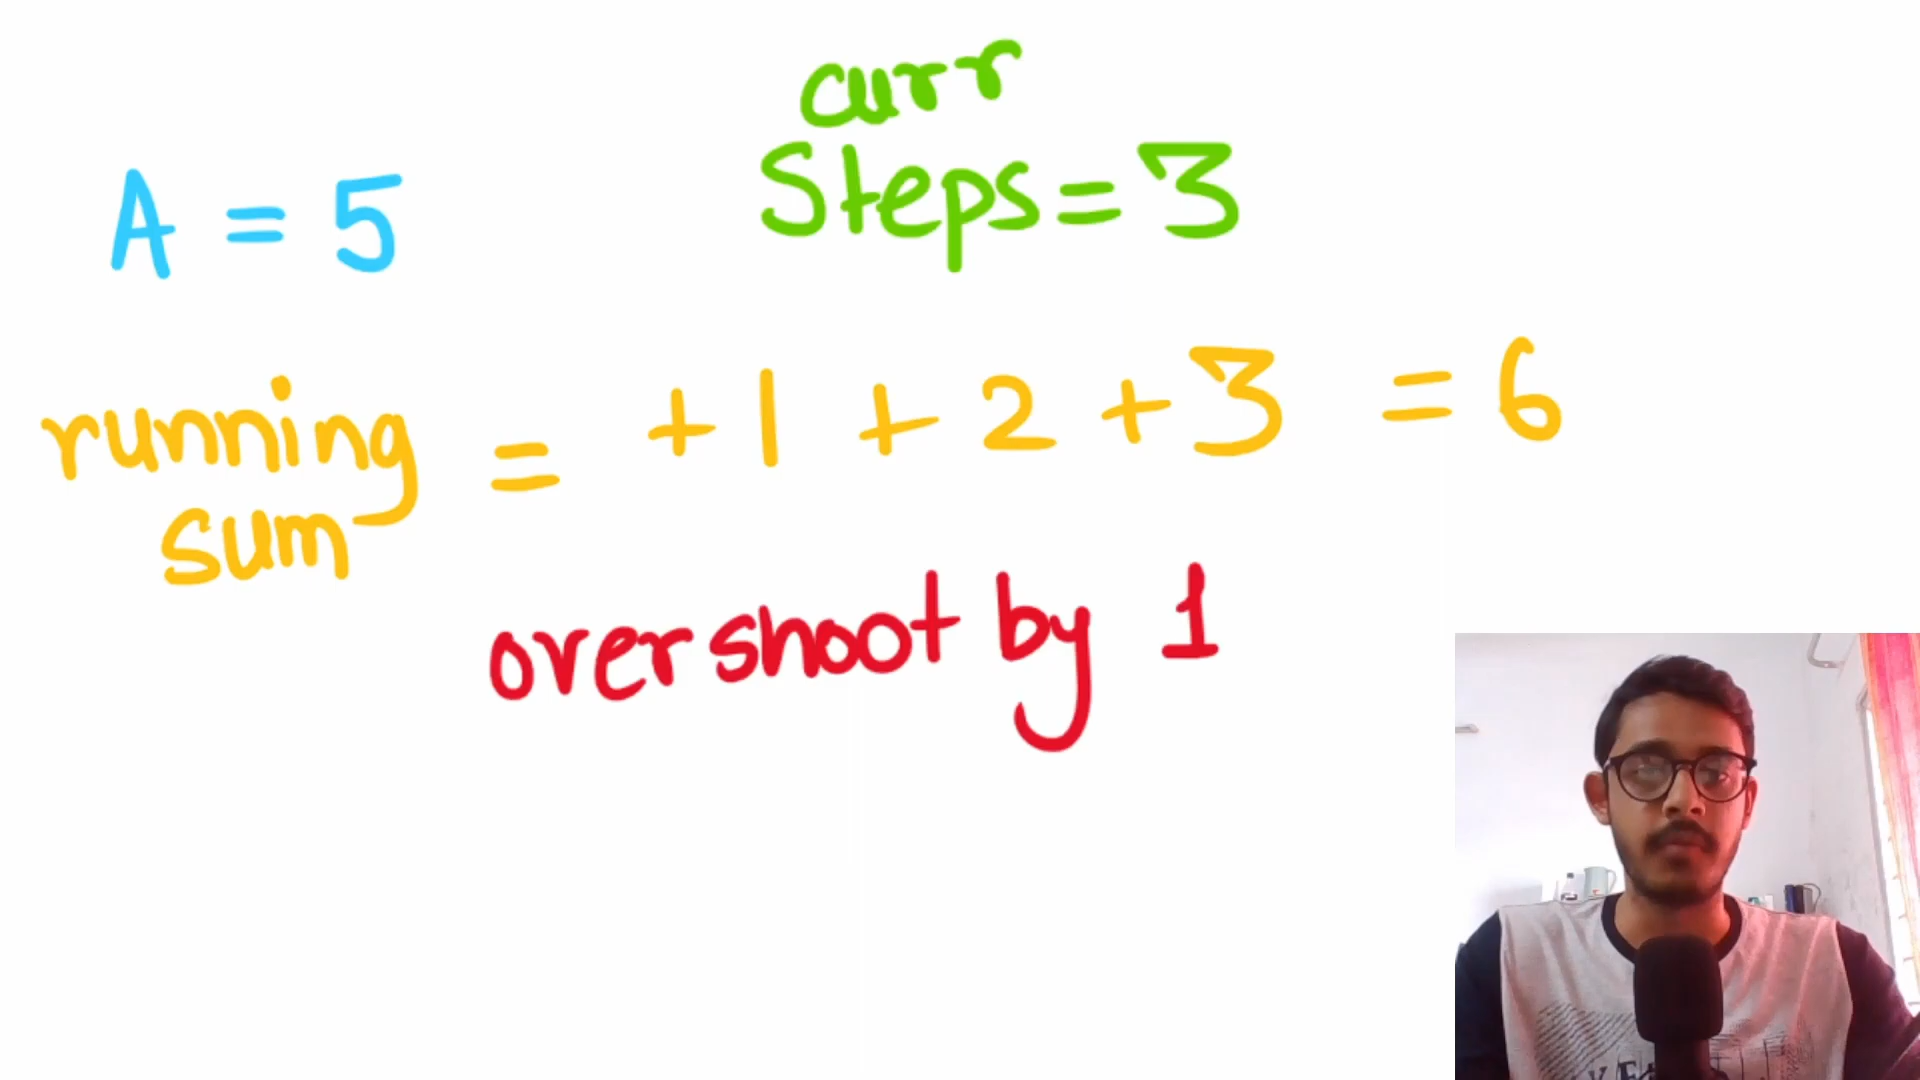 curr
Steps = 3
A = 5
running
sum
= +1 + 2 + 3 = 6
overshoot by 1